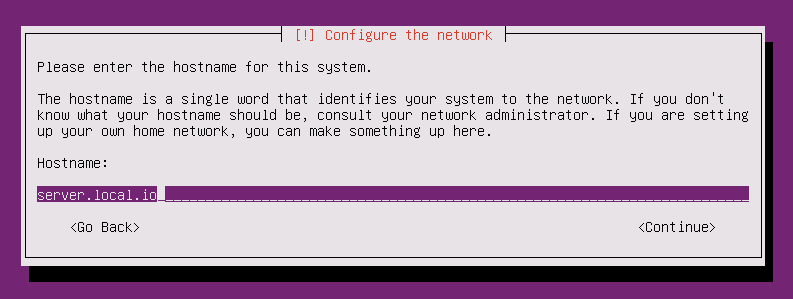 [!] Configure the network
Please enter the hostname for this system.
The hostname is a single word that identifies your system to the network. If you don't
know what your hostname should be, consult your network administrator. If you are setting
up your own home network, you can make something up here.
Hostname:
server.local.io
<Go Back> <Continue>